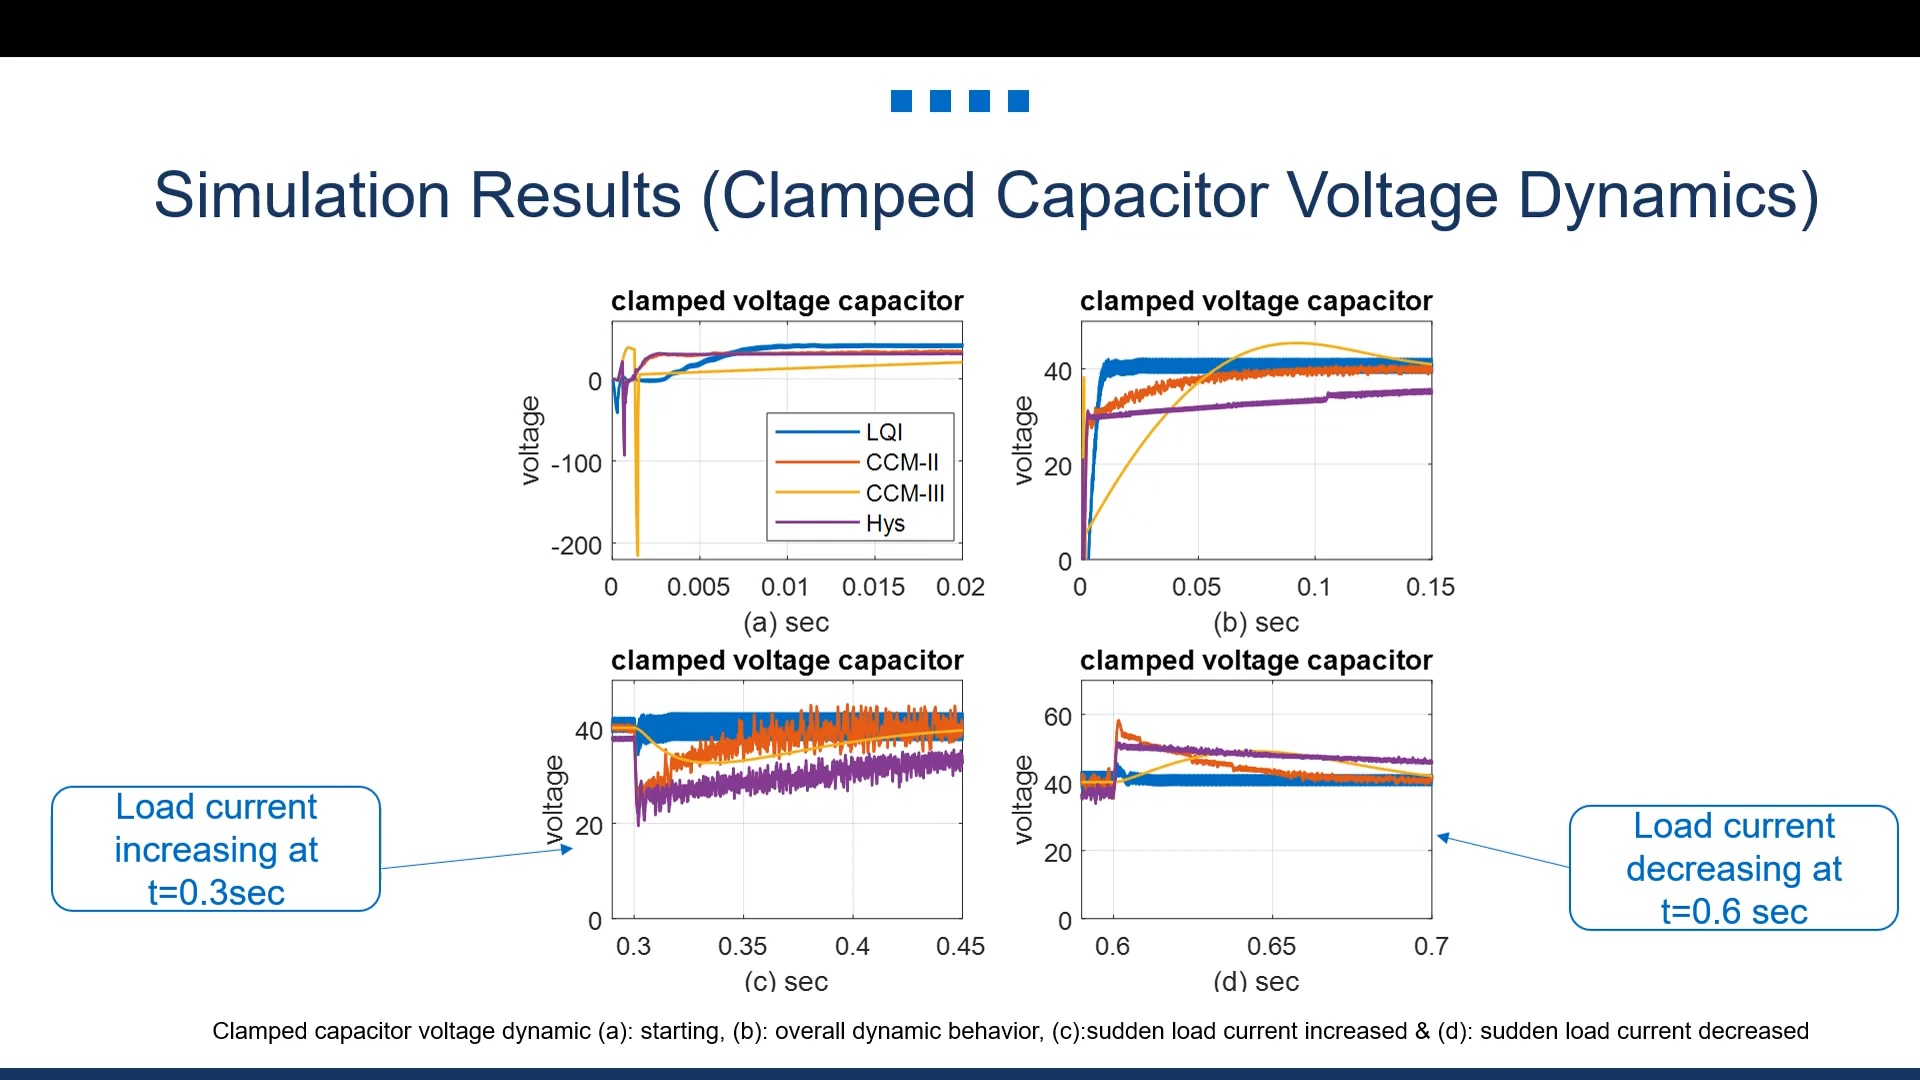 Simulation Results (Clamped Capacitor Voltage Dynamics)
clamped voltage capacitor
voltage
0
-100
-200
LQI
CCM-II
CCM-III
Hys
0 0.005 0.01 0.015 0.02
(a) sec
clamped voltage capacitor
voltage
40
20
0
0 0.05 0.1 0.15
(b) sec
clamped voltage capacitor
voltage
40
20
0
0.3 0.35 0.4 0.45
(c) sec
clamped voltage capacitor
voltage
60
40
20
0
0.6 0.65 0.7
(d) sec
Load current
increasing at
t=0.3sec
Load current
decreasing at
t=0.6 sec
Clamped capacitor voltage dynamic (a): starting, (b): overall dynamic behavior, (c):sudden load current increased & (d): sudden load current decreased